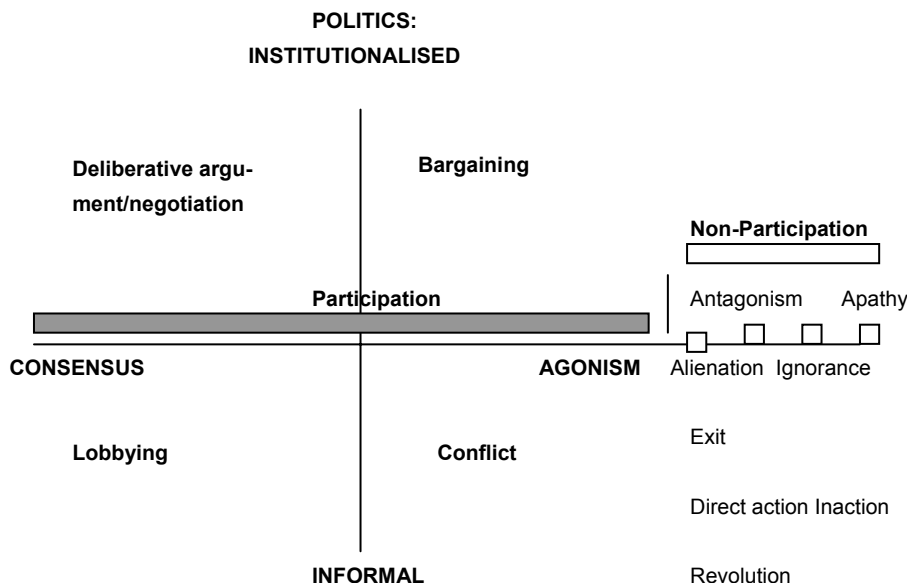 POLITICS:
INSTITUTIONALISED
Deliberative argu-
ment/negotiation
Bargaining
Non-Participation
Participation
Antagonism Apathy
CONSENSUS
AGONISM
Alienation Ignorance
Lobbying
Conflict
Exit
Direct action Inaction
INFORMAL
Revolution